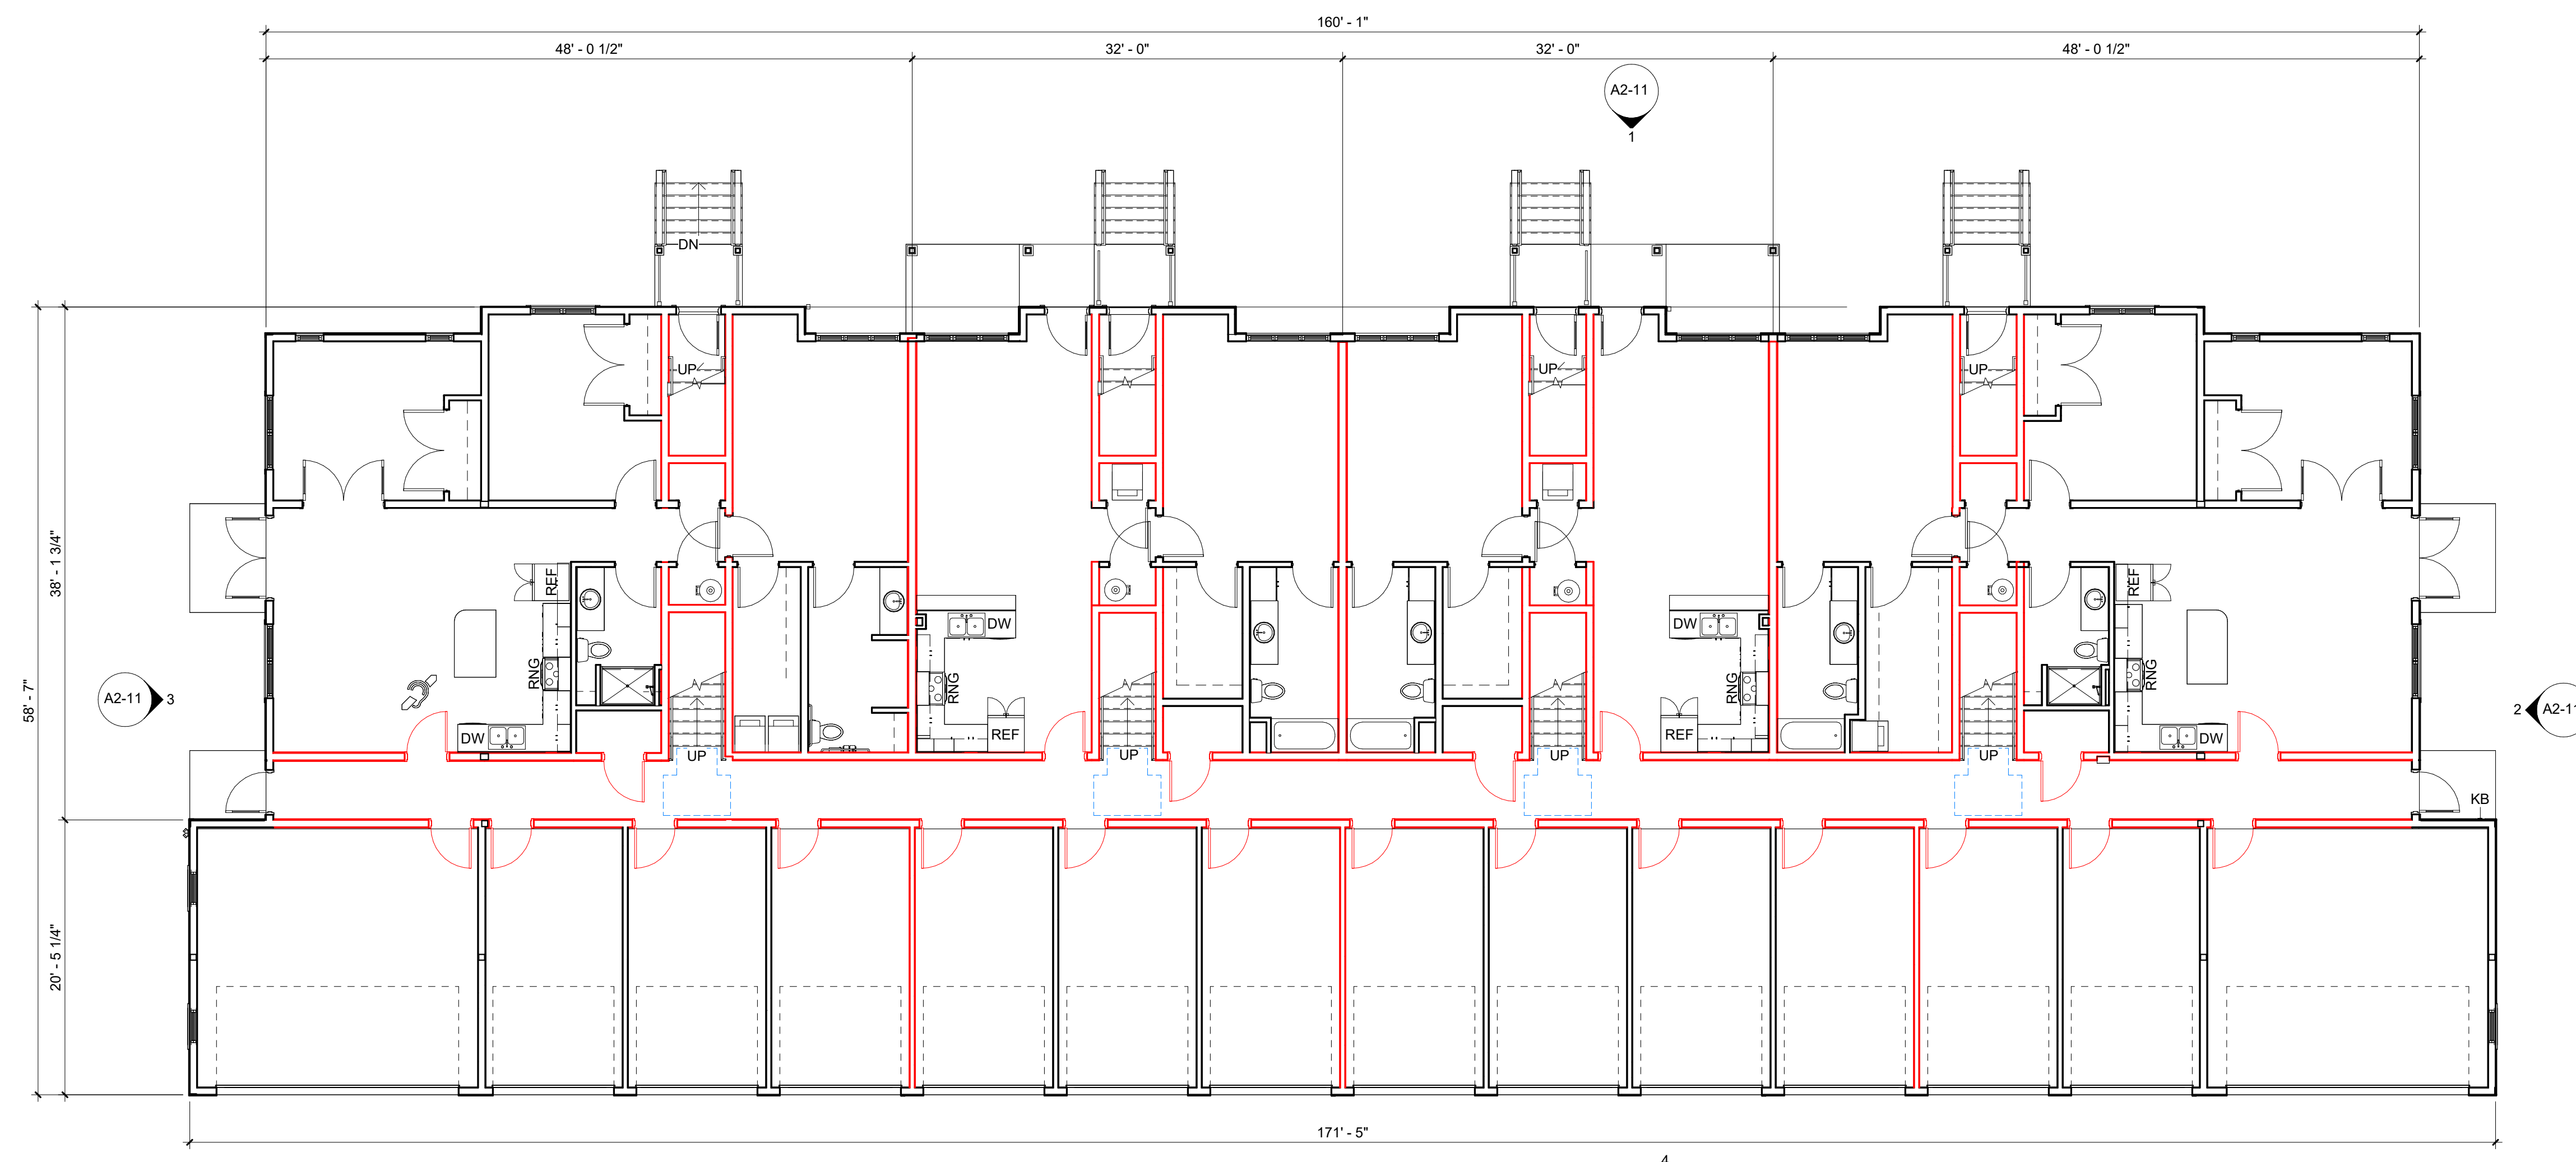 160' - 1"
48' - 0 1/2"
32' - 0"
32' - 0"
48' - 0 1/2"
A2-11
1
DN
UP
UP
UP
38' - 1 3/4"
58' - 7"
20' - 5 1/4"
A2-11
3
REF
RNG
DW
UP
DW
RNG
REF
UP
UP
DW
RNG
REF
UP
REF
RNG
DW
2
A2-11
KB
171' - 5"
4